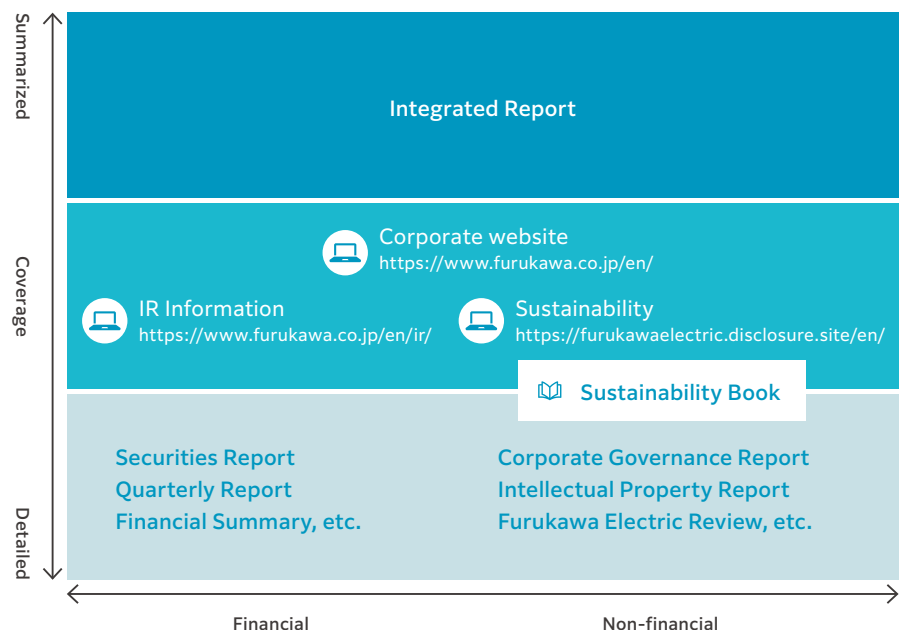 Summarized
Coverage
Detailed
Integrated Report
Corporate website
https://www.furukawa.co.jp/en/
IR Information
https://www.furukawa.co.jp/en/ir/
Sustainability
https://furukawaelectric.disclosure.site/en/
Sustainability Book
Securities Report
Quarterly Report
Financial Summary, etc.
Corporate Governance Report
Intellectual Property Report
Furukawa Electric Review, etc.
Financial
Non-financial